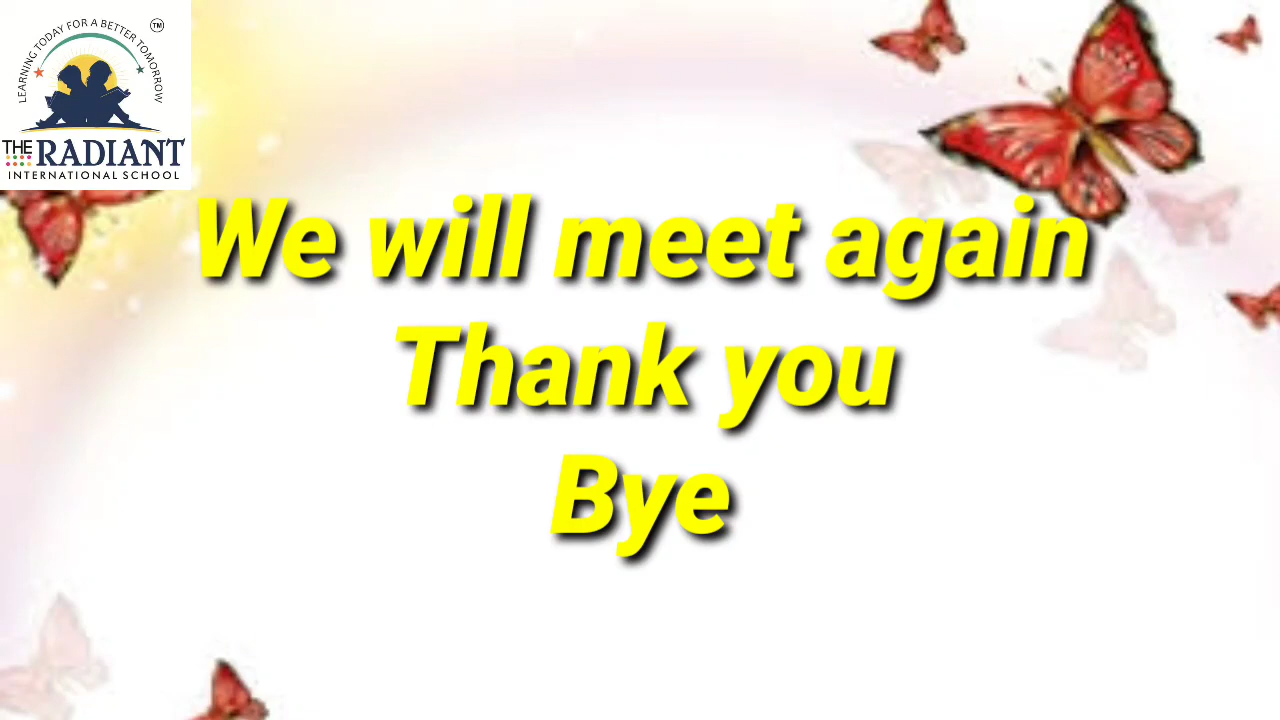 LEARNING TODAY FOR A BETTER TOMORROW
TM
THE RADIANT
INTERNATIONAL SCHOOL
We will meet again
Thank you
Bye